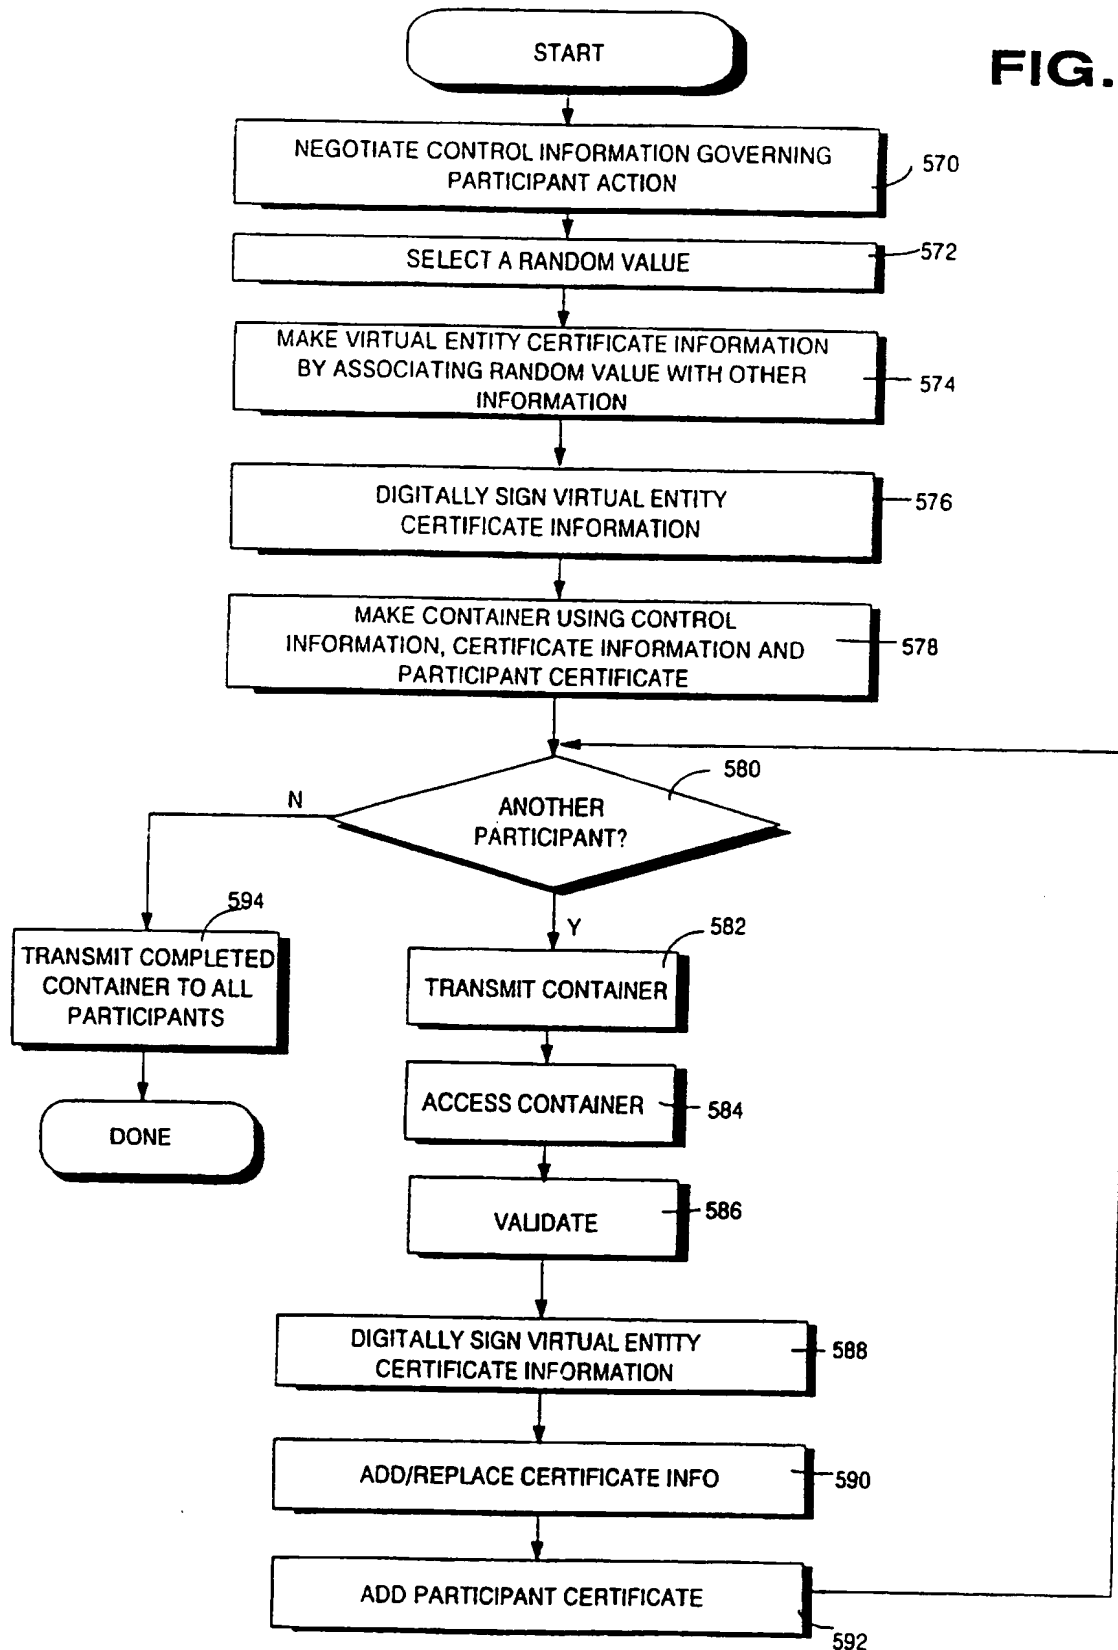 START
FIG.
NEGOTIATE CONTROL INFORMATION GOVERNING
PARTICIPANT ACTION
570
SELECT A RANDOM VALUE
572
MAKE VIRTUAL ENTITY CERTIFICATE INFORMATION
BY ASSOCIATING RANDOM VALUE WITH OTHER
INFORMATION
574
DIGITALLY SIGN VIRTUAL ENTITY
CERTIFICATE INFORMATION
576
MAKE CONTAINER USING CONTROL
INFORMATION, CERTIFICATE INFORMATION AND
PARTICIPANT CERTIFICATE
578
580
N
ANOTHER
PARTICIPANT?
Y
594
TRANSMIT COMPLETED
CONTAINER TO ALL
PARTICIPANTS
DONE
582
TRANSMIT CONTAINER
ACCESS CONTAINER
584
VALIDATE
586
DIGITALLY SIGN VIRTUAL ENTITY
CERTIFICATE INFORMATION
588
ADD/REPLACE CERTIFICATE INFO
590
ADD PARTICIPANT CERTIFICATE
592